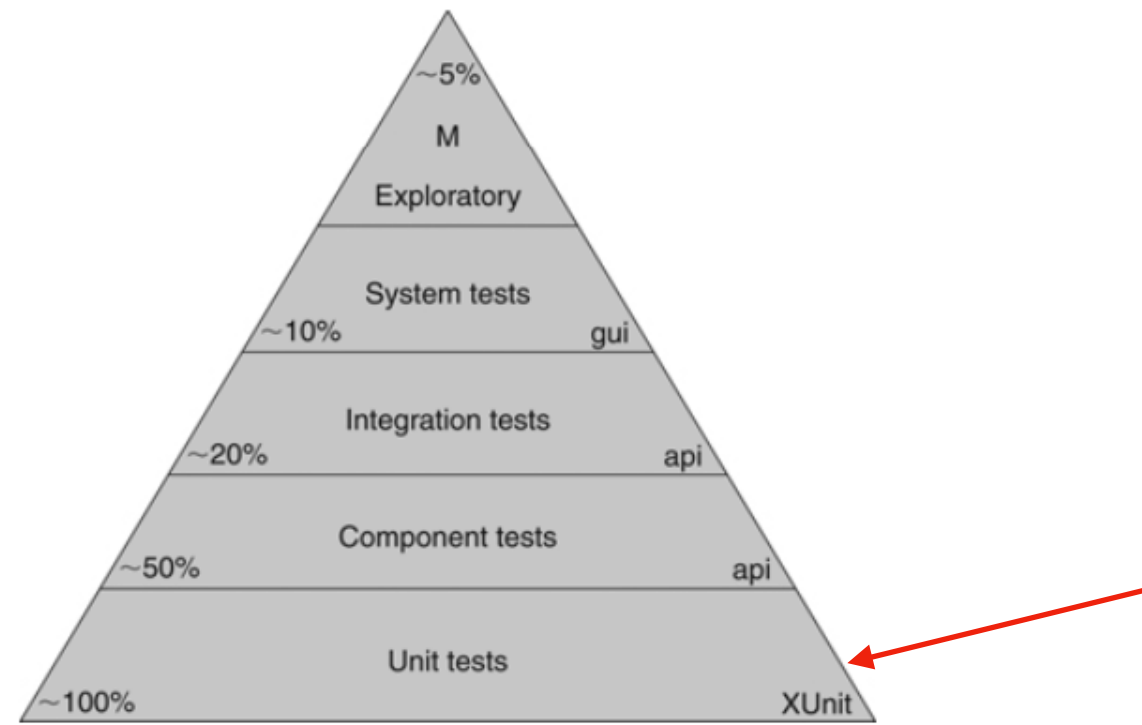 ~5%
M
Exploratory
System tests
~10%
gui
Integration tests
~20%
api
Component tests
~50%
api
Unit tests
~100%
XUnit